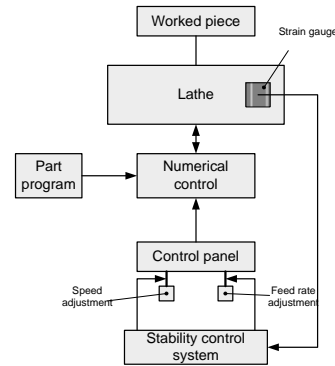 Worked piece
Strain gauge
Lathe
Part
program
Numerical
control
Control panel
Speed
adjustment
Feed rate
adjustment
Stability control
system